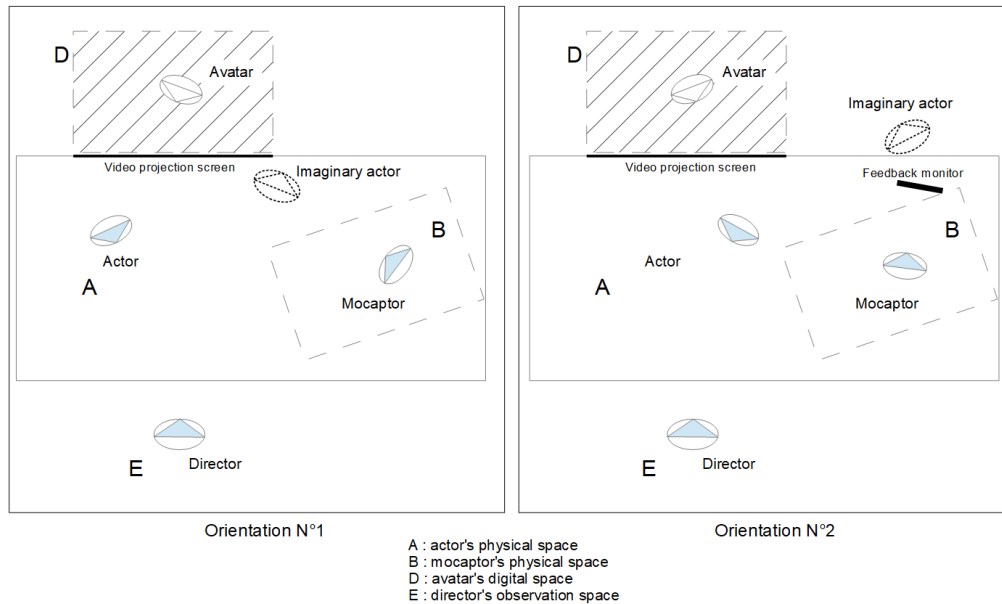 D
Avatar
Video projection screen
Imaginary actor
B
Actor
A
Mocaptor
E
Director
Orientation N°1
D
Avatar
Imaginary actor
Video projection screen
Feedback monitor
B
Actor
A
Mocaptor
E
Director
Orientation N°2
A : actor's physical space
B : mocaptor's physical space
D : avatar's digital space
E : director's observation space